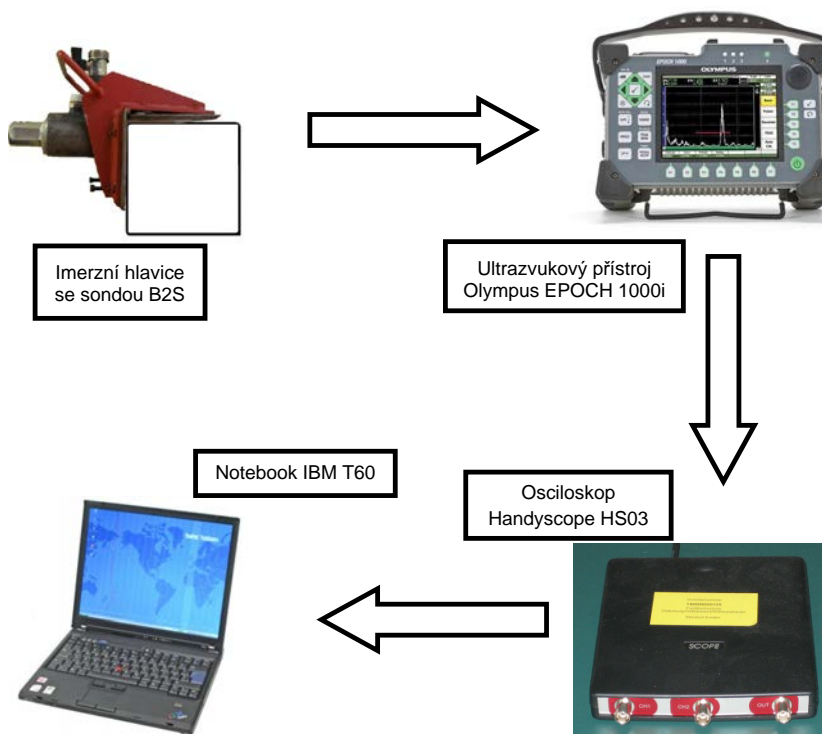 EPOCH 1000
OLYMPUS
Imerzní hlavice
se sondou B2S
Ultrazvukový přístroj
Olympus EPOCH 1000i
Notebook IBM T60
Osciloskop
Handyscope HS03
SCOPE
CH1
CH2
OUT